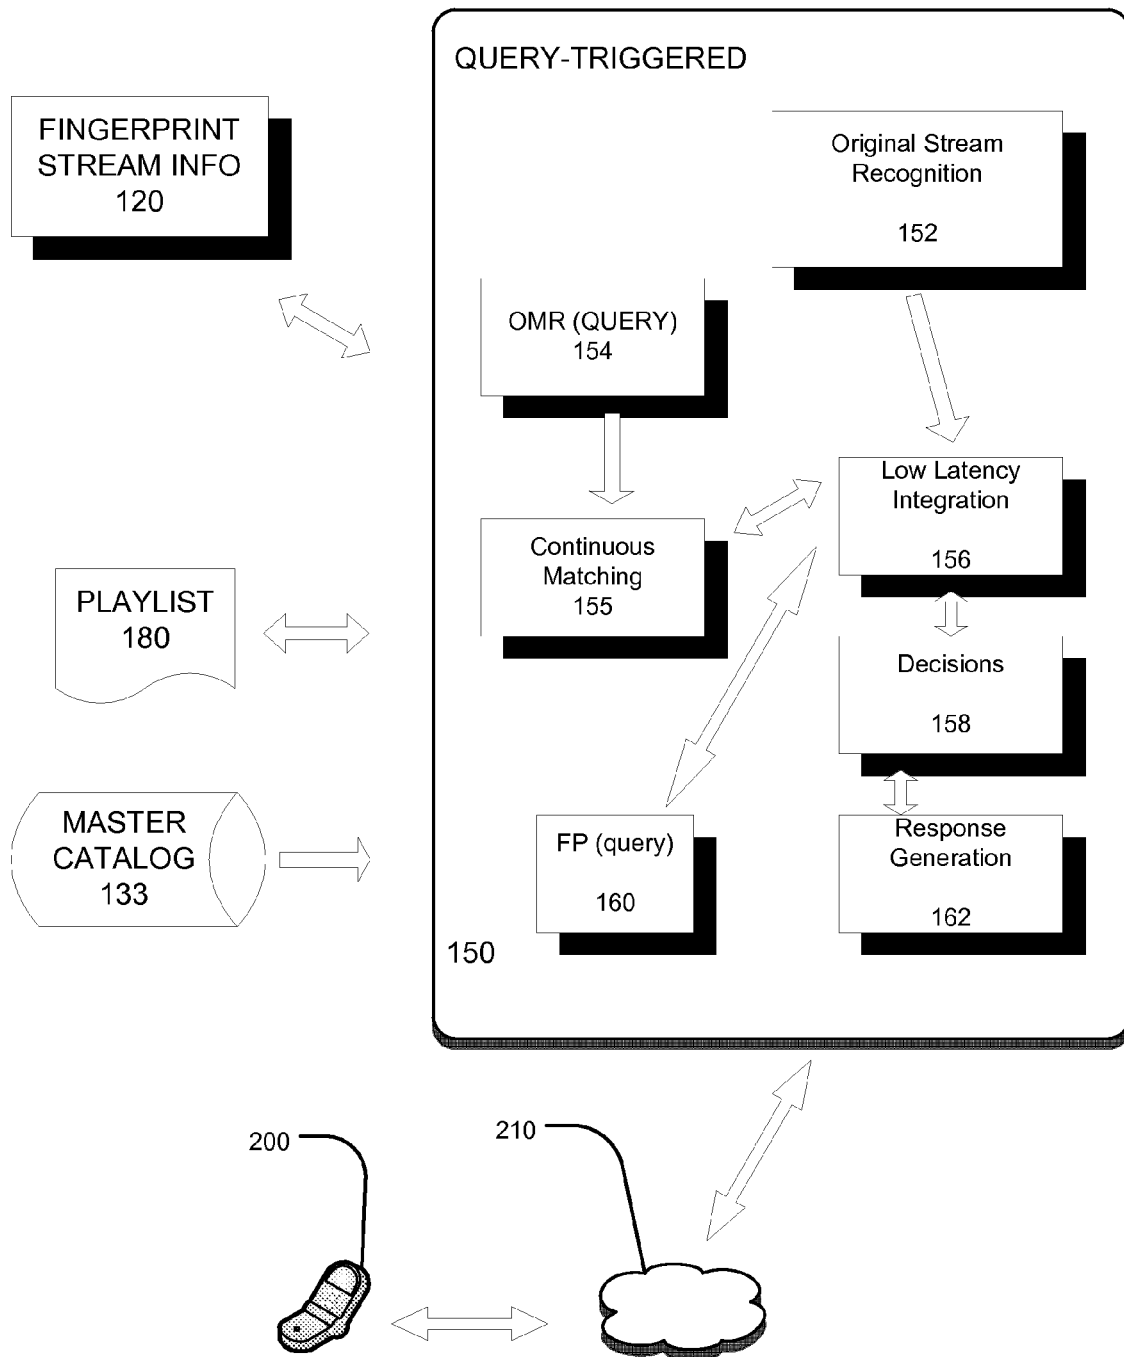 QUERY-TRIGGERED
FINGERPRINT
STREAM INFO
120
Original Stream
Recognition
152
OMR (QUERY)
154
Low Latency
Integration
156
Continuous
Matching
155
PLAYLIST
180
Decisions
158
MASTER
CATALOG
133
FP (query)
160
Response
Generation
162
150
200
210